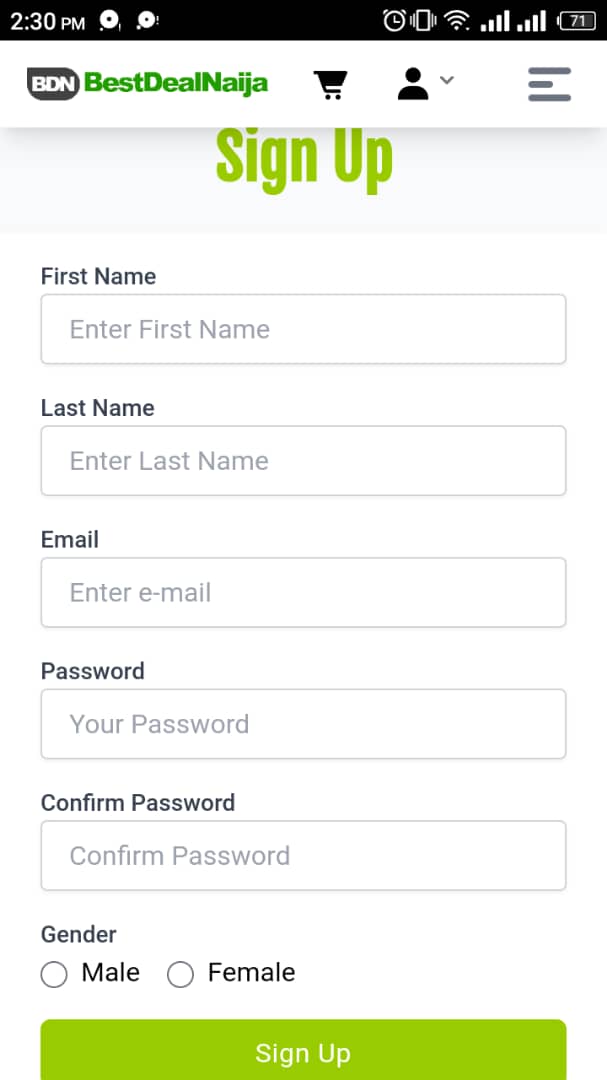 2:30 PM
71
BDN BestDealNaija
Sign Up
First Name
Enter First Name
Last Name
Enter Last Name
Email
Enter e-mail
Password
Your Password
Confirm Password
Confirm Password
Gender
Male Female
Sign Up